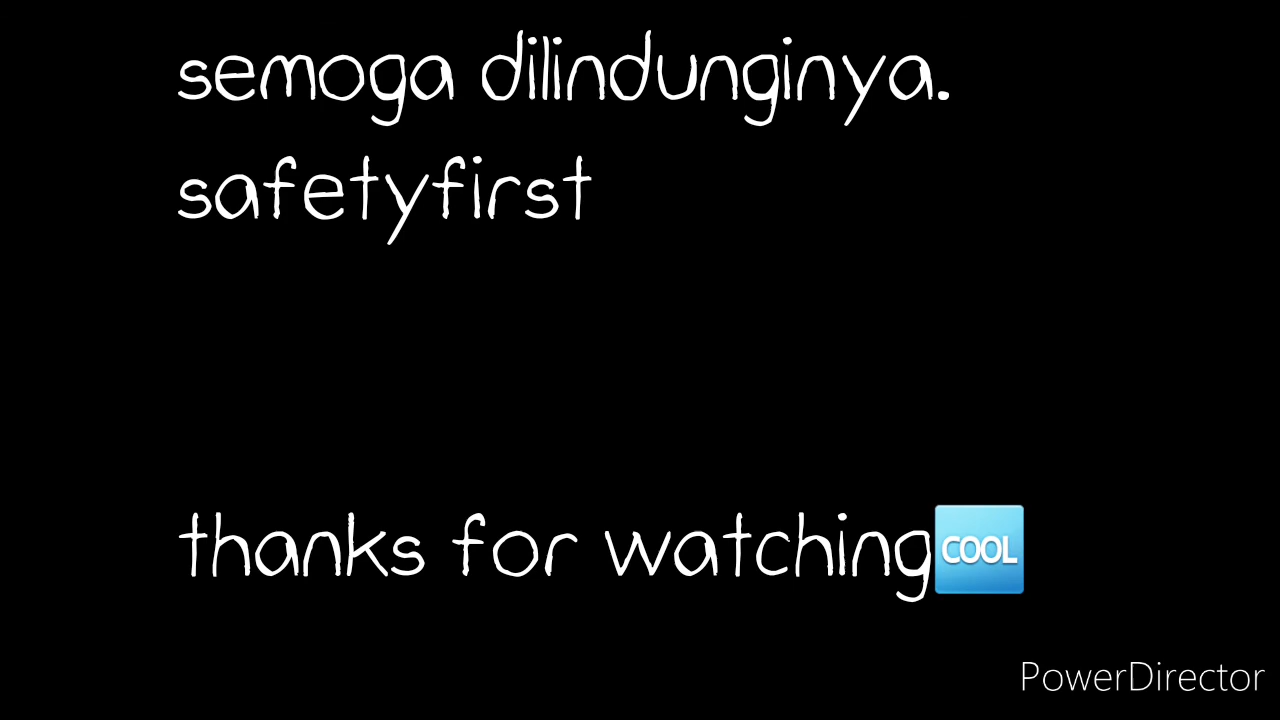 semoga dilindunginya.
safetyfirst
thanks for watching🆒
PowerDirector